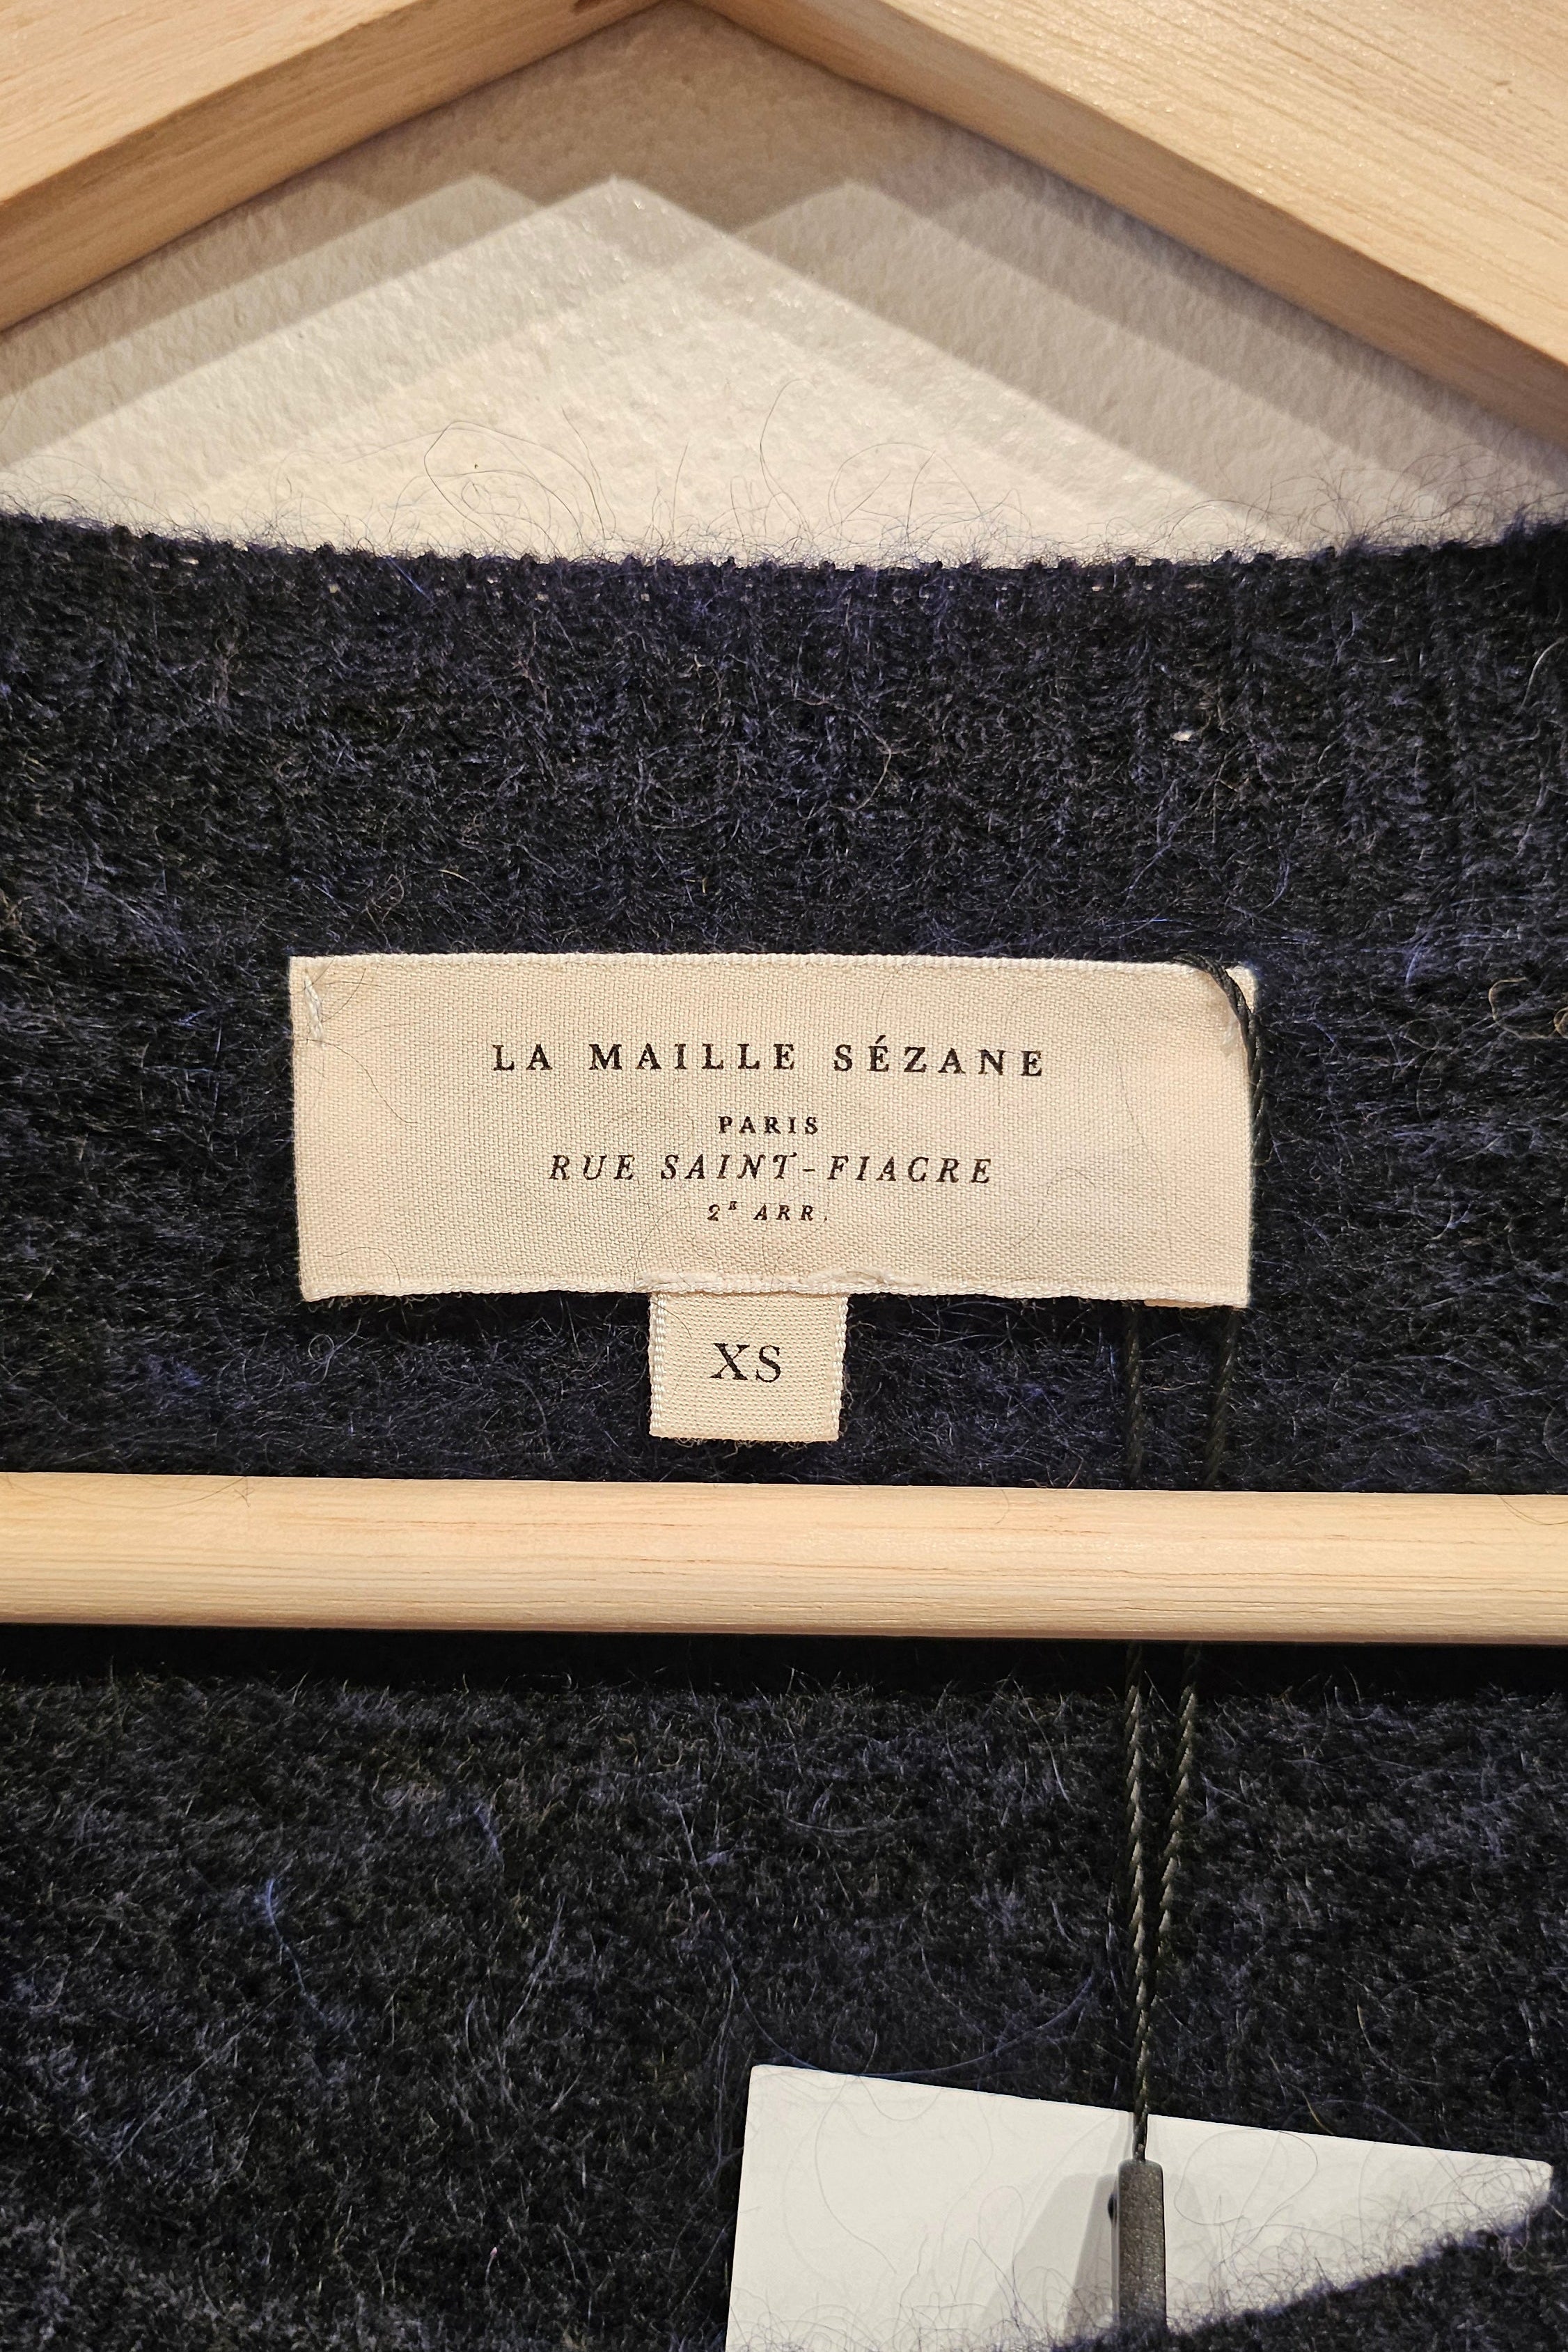 LA MAILLE SÉZANE
PARIS
RUE SAINT-FIACRE
2E ARR.
XS